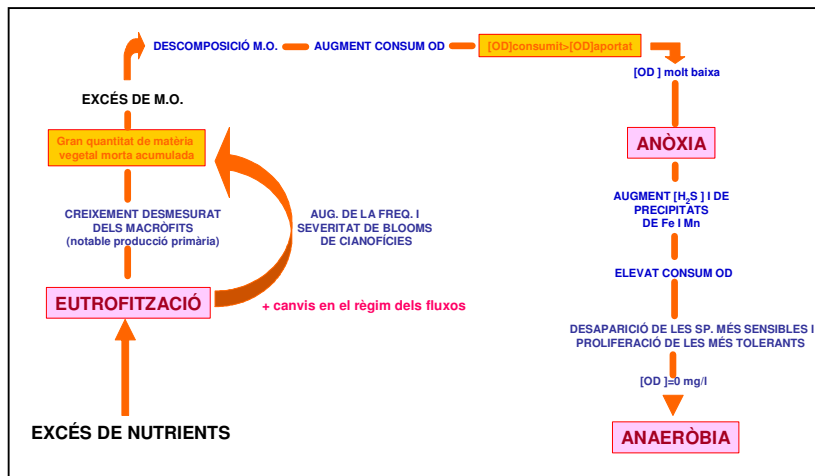 DESCOMPOSICIÓ M.O.
AUGMENT CONSUM OD
[OD]consumit>[OD]aportat
[OD ] molt baixa
EXCÉS DE M.O.
Gran quantitat de matèria
vegetal morta acumulada
ANÒXIA
AUGMENT [H₂S ] I DE
PRECIPITATS
DE Fe I Mn
CREIXEMENT DESMESURAT
DELS MACRÒFITS
(notable producció primària)
AUG. DE LA FREQ. I
SEVERITAT DE BLOOMS
DE CIANOFÍCIES
ELEVAT CONSUM OD
EUTROFITZACIÓ
+ canvis en el règim dels fluxos
DESAPARICIÓ DE LES SP. MÉS SENSIBLES I
PROLIFERACIÓ DE LES MÉS TOLERANTS
[OD ]=0 mg/l
EXCÉS DE NUTRIENTS
ANAERÒBIA